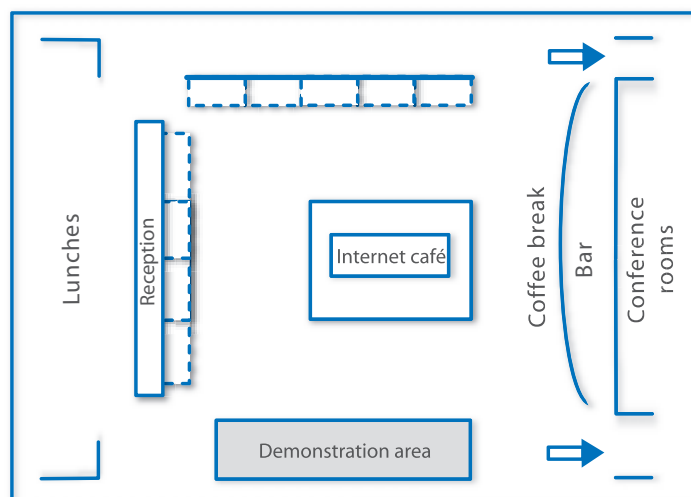 Lunches
Reception
Internet café
Coffee break
Bar
Conference
rooms
Demonstration area